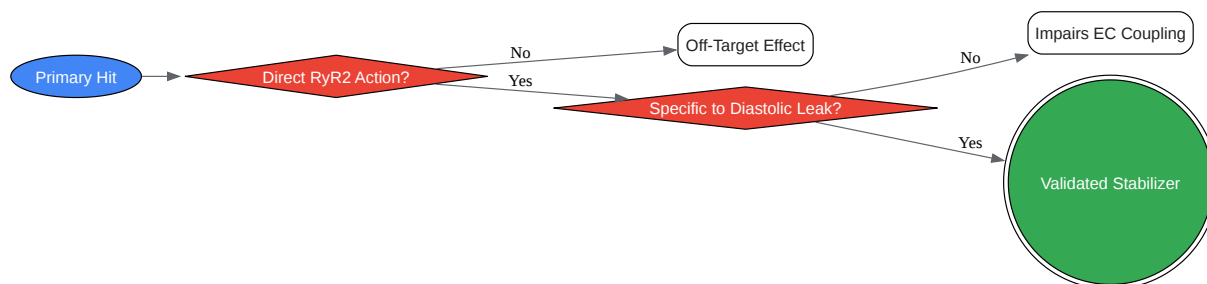 Primary Hit
Direct RyR2 Action?
No
Off-Target Effect
Yes
Specific to Diastolic Leak?
No
Impairs EC Coupling
Yes
Validated Stabilizer